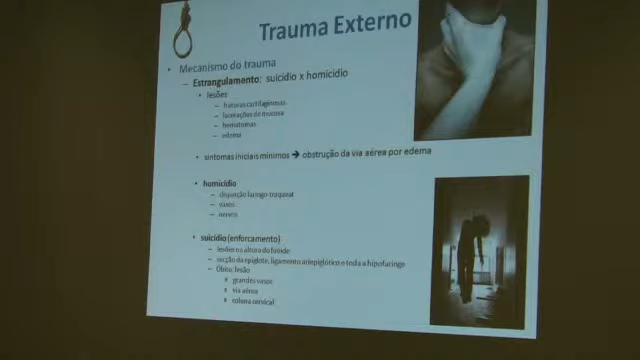 Trauma Externo
• Mecanismo do trauma
– Estrangulamento: suicídio x homicídio
• lesões
– fraturas cartilaginosas
– lacerações de mucosa
– hematomas
– edema
• sintomas iniciais mínimos → obstrução da via aérea por edema
• homicídio
– disjunção laringo-traqueal
– vasos
– nervos
• suicídio (enforcamento)
– lesões na altura do hioide
– secção da epiglote, ligamento ariepiglótico e toda a hipofaringe
– Óbito: lesão
grandes vasos
via aérea
coluna cervical